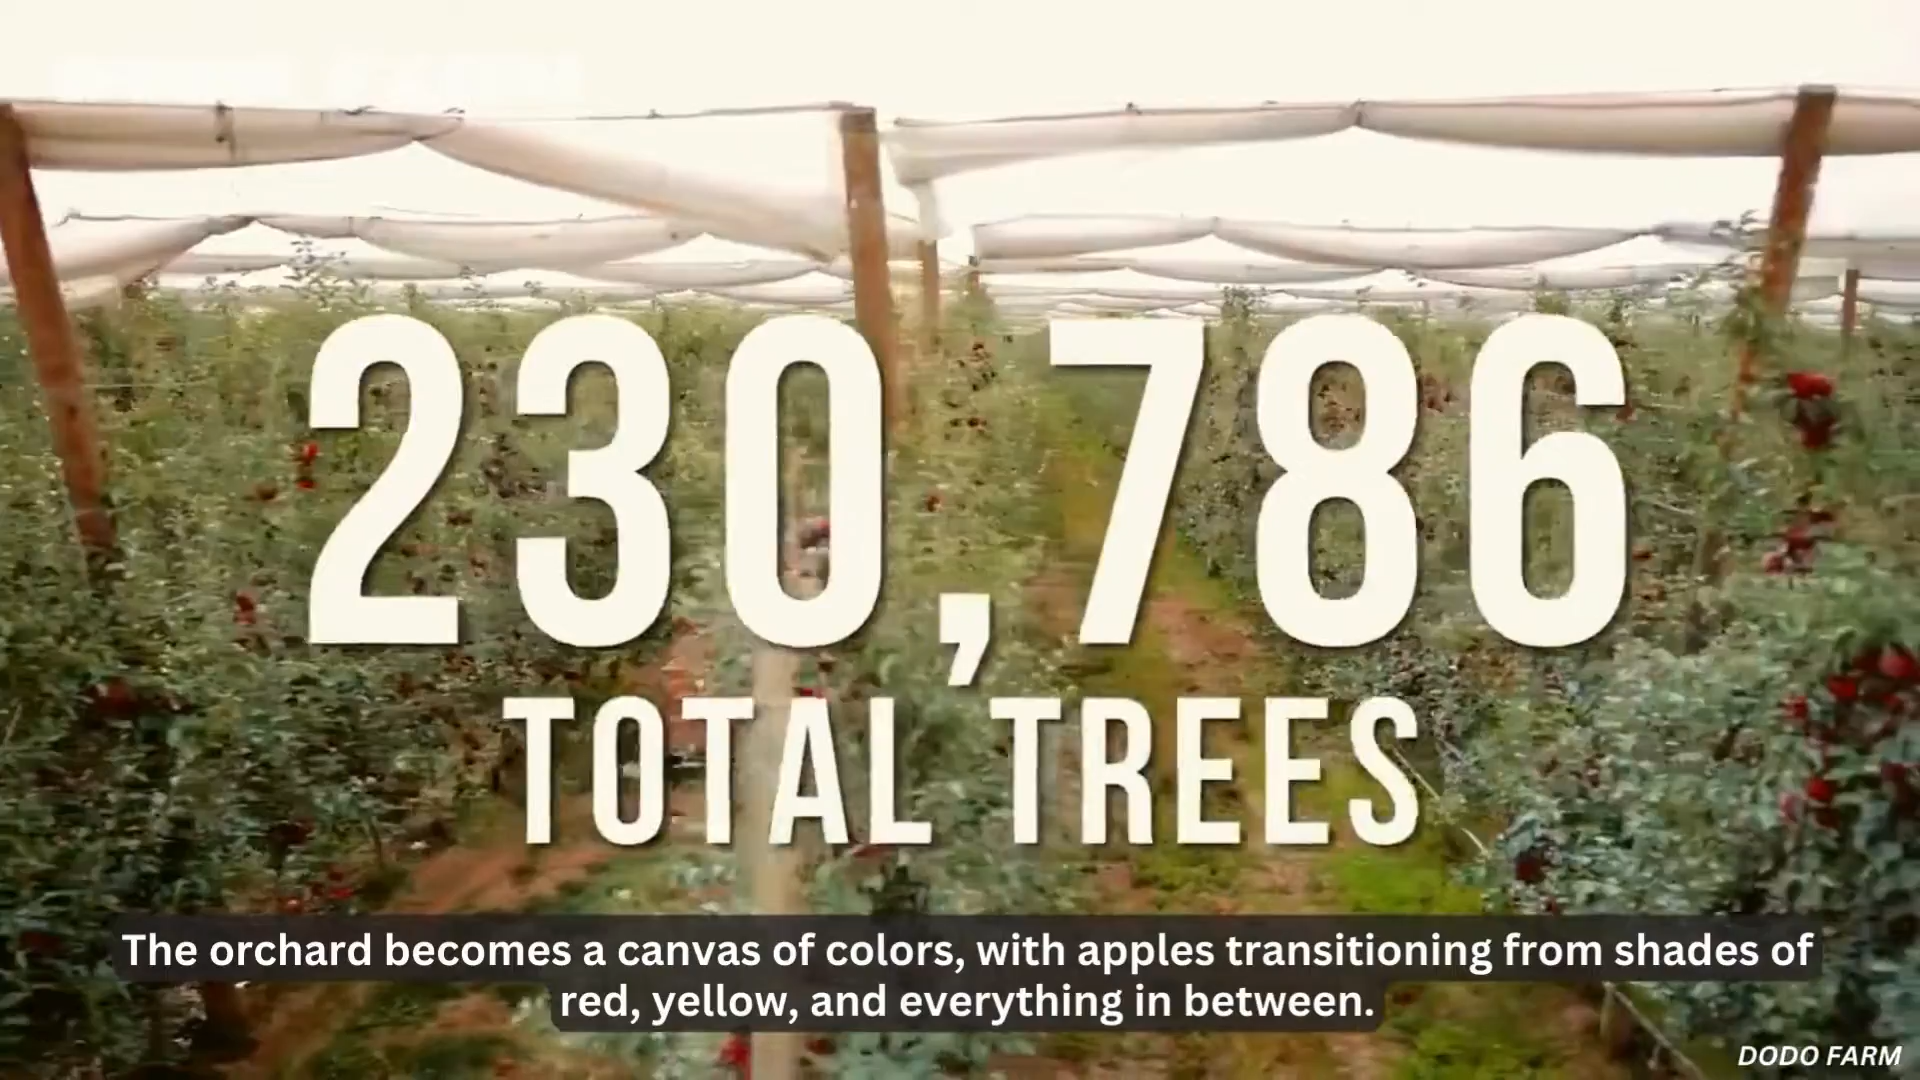 230,786
TOTAL TREES
The orchard becomes a canvas of colors, with apples transitioning from shades of
red, yellow, and everything in between.
DODO FARM